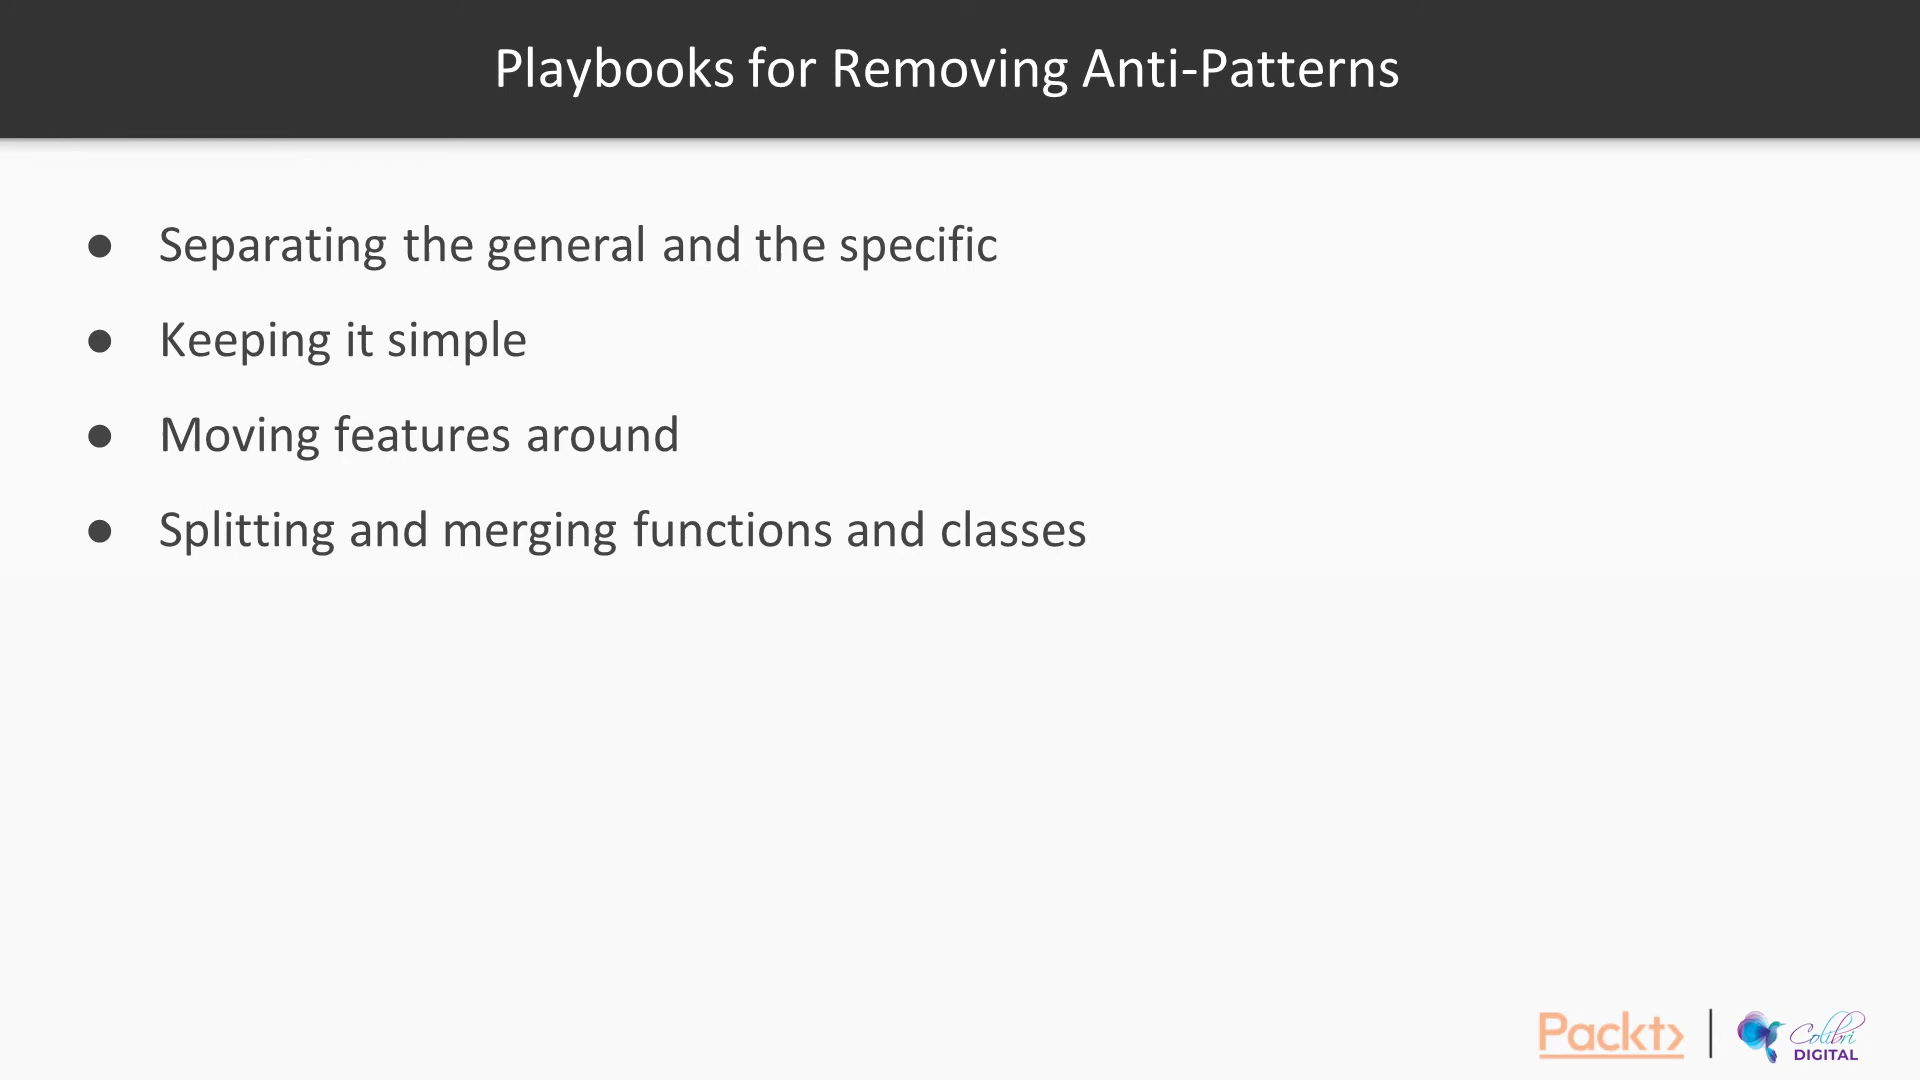 Playbooks for Removing Anti-Patterns
● Separating the general and the specific
● Keeping it simple
● Moving features around
● Splitting and merging functions and classes
Packt>
Colibri
DIGITAL